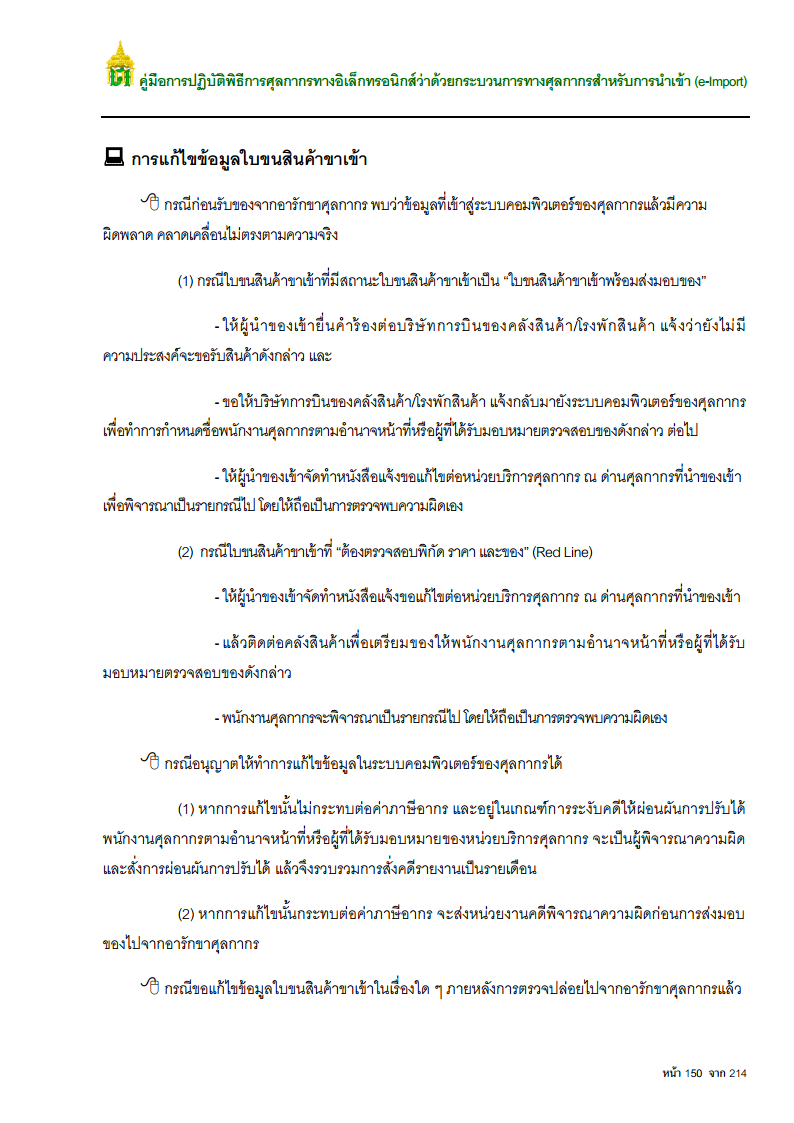 คู่มือการปฏิบัติพิธีการศุลกากรทางอิเล็กทรอนิกส์ว่าด้วยกระบวนการทางศุลกากรสำหรับการนำเข้า (e-Import)
การแก้ไขข้อมูลใบขนสินค้าขาเข้า
กรณีก่อนรับของจากอารักขาศุลกากร พบว่าข้อมูลที่เข้าสู่ระบบคอมพิวเตอร์ของศุลกากรแล้วมีความ
ผิดพลาด คลาดเคลื่อนไม่ตรงตามความจริง
(1) กรณีใบขนสินค้าขาเข้าที่มีสถานะใบขนสินค้าขาเข้าเป็น “ใบขนสินค้าขาเข้าพร้อมส่งมอบของ”
- ให้ผู้นำของเข้ายื่นคำร้องต่อบริษัทการบินของคลังสินค้า/โรงพักสินค้า แจ้งว่ายังไม่มี
ความประสงค์จะขอรับสินค้าดังกล่าว และ
- ขอให้บริษัทการบินของคลังสินค้า/โรงพักสินค้า แจ้งกลับมายังระบบคอมพิวเตอร์ของศุลกากร
เพื่อทำการกำหนดชื่อพนักงานศุลกากรตามอำนาจหน้าที่หรือผู้ที่ได้รับมอบหมายตรวจสอบของดังกล่าว ต่อไป
- ให้ผู้นำของเข้าจัดทำหนังสือแจ้งขอแก้ไขต่อหน่วยบริการศุลกากร ณ ด่านศุลกากรที่นำของเข้า
เพื่อพิจารณาเป็นรายกรณีไป โดยให้ถือเป็นการตรวจพบความผิดเอง
(2) กรณีใบขนสินค้าขาเข้าที่ “ต้องตรวจสอบพิกัด ราคา และของ” (Red Line)
- ให้ผู้นำของเข้าจัดทำหนังสือแจ้งขอแก้ไขต่อหน่วยบริการศุลกากร ณ ด่านศุลกากรที่นำของเข้า
- แล้วติดต่อคลังสินค้าเพื่อเตรียมของให้พนักงานศุลกากรตามอำนาจหน้าที่หรือผู้ที่ได้รับ
มอบหมายตรวจสอบของดังกล่าว
- พนักงานศุลกากรจะพิจารณาเป็นรายกรณีไป โดยให้ถือเป็นการตรวจพบความผิดเอง
กรณีอนุญาตให้ทำการแก้ไขข้อมูลในระบบคอมพิวเตอร์ของศุลกากรได้
(1) หากการแก้ไขนั้นไม่กระทบต่อค่าภาษีอากร และอยู่ในเกณฑ์การระงับคดีให้ผ่อนผันการปรับได้
พนักงานศุลกากรตามอำนาจหน้าที่หรือผู้ที่ได้รับมอบหมายของหน่วยบริการศุลกากร จะเป็นผู้พิจารณาความผิด
และสั่งการผ่อนผันการปรับได้ แล้วจึงรวบรวมการสั่งคดีรายงานเป็นรายเดือน
(2) หากการแก้ไขนั้นกระทบต่อค่าภาษีอากร จะส่งหน่วยงานคดีพิจารณาความผิดก่อนการส่งมอบ
ของไปจากอารักขาศุลกากร
กรณีขอแก้ไขข้อมูลใบขนสินค้าขาเข้าในเรื่องใด ๆ ภายหลังการตรวจปล่อยไปจากอารักขาศุลกากรแล้ว
หน้า 150 จาก 214